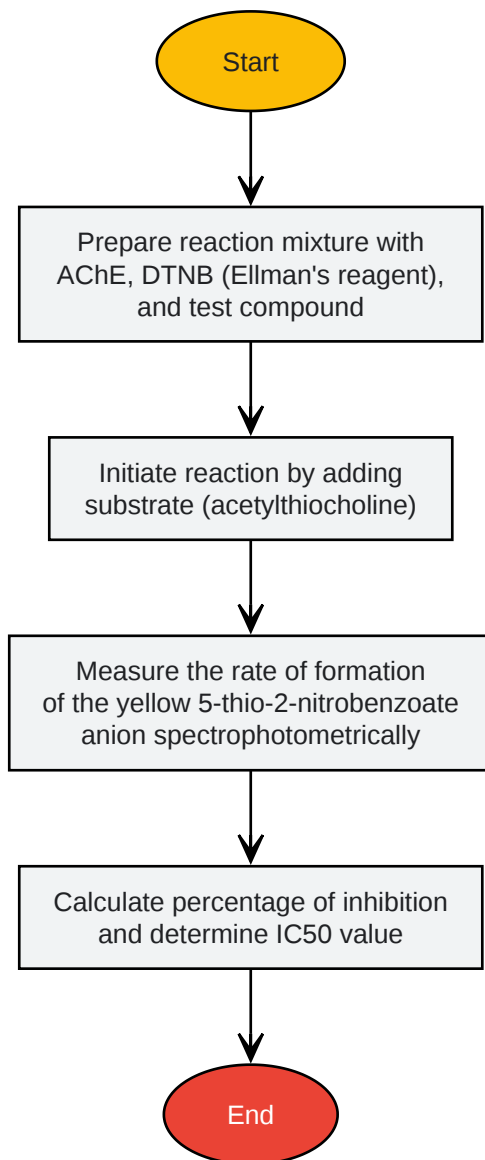 Start
Prepare reaction mixture with
AChE, DTNB (Ellman's reagent),
and test compound
Initiate reaction by adding
substrate (acetylthiocholine)
Measure the rate of formation
of the yellow 5-thio-2-nitrobenzoate
anion spectrophotometrically
Calculate percentage of inhibition
and determine IC50 value
End